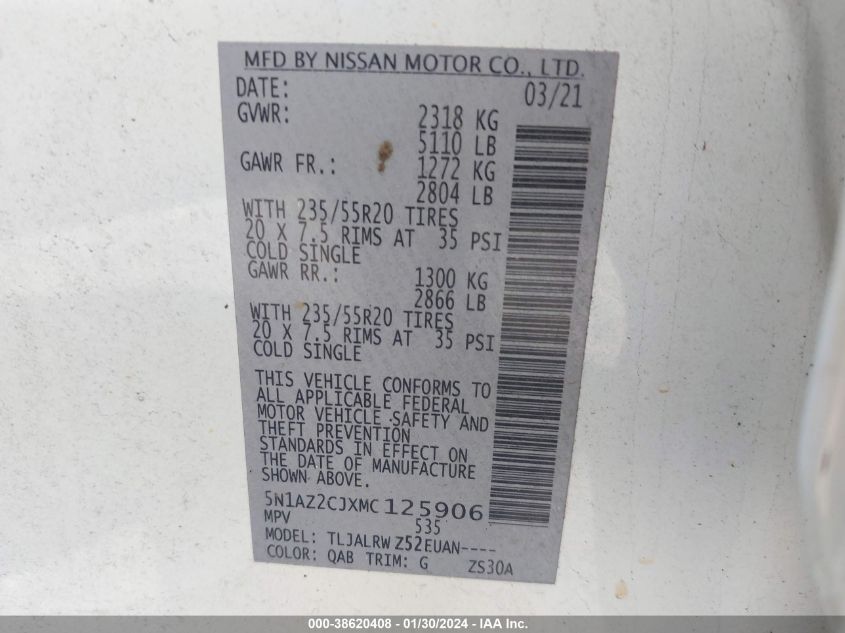 MFD BY NISSAN MOTOR CO., LTD.
DATE: 03/21
GVWR: 2318 KG
5110 LB
GAWR FR.: 1272 KG
2804 LB
WITH 235/55R20 TIRES
20 X 7.5 RIMS AT 35 PSI
COLD SINGLE
GAWR RR.: 1300 KG
2866 LB
WITH 235/55R20 TIRES
20 X 7.5 RIMS AT 35 PSI
COLD SINGLE
THIS VEHICLE CONFORMS TO
ALL APPLICABLE FEDERAL
MOTOR VEHICLE SAFETY AND
THEFT PREVENTION
STANDARDS IN EFFECT ON
THE DATE OF MANUFACTURE
SHOWN ABOVE.
5N1AZ2CJXMC125906
MPV 535
MODEL: TLJALRWZ52EUAN----
COLOR: QAB TRIM: G ZS30A
000-38620408 - 01/30/2024 - IAA Inc.